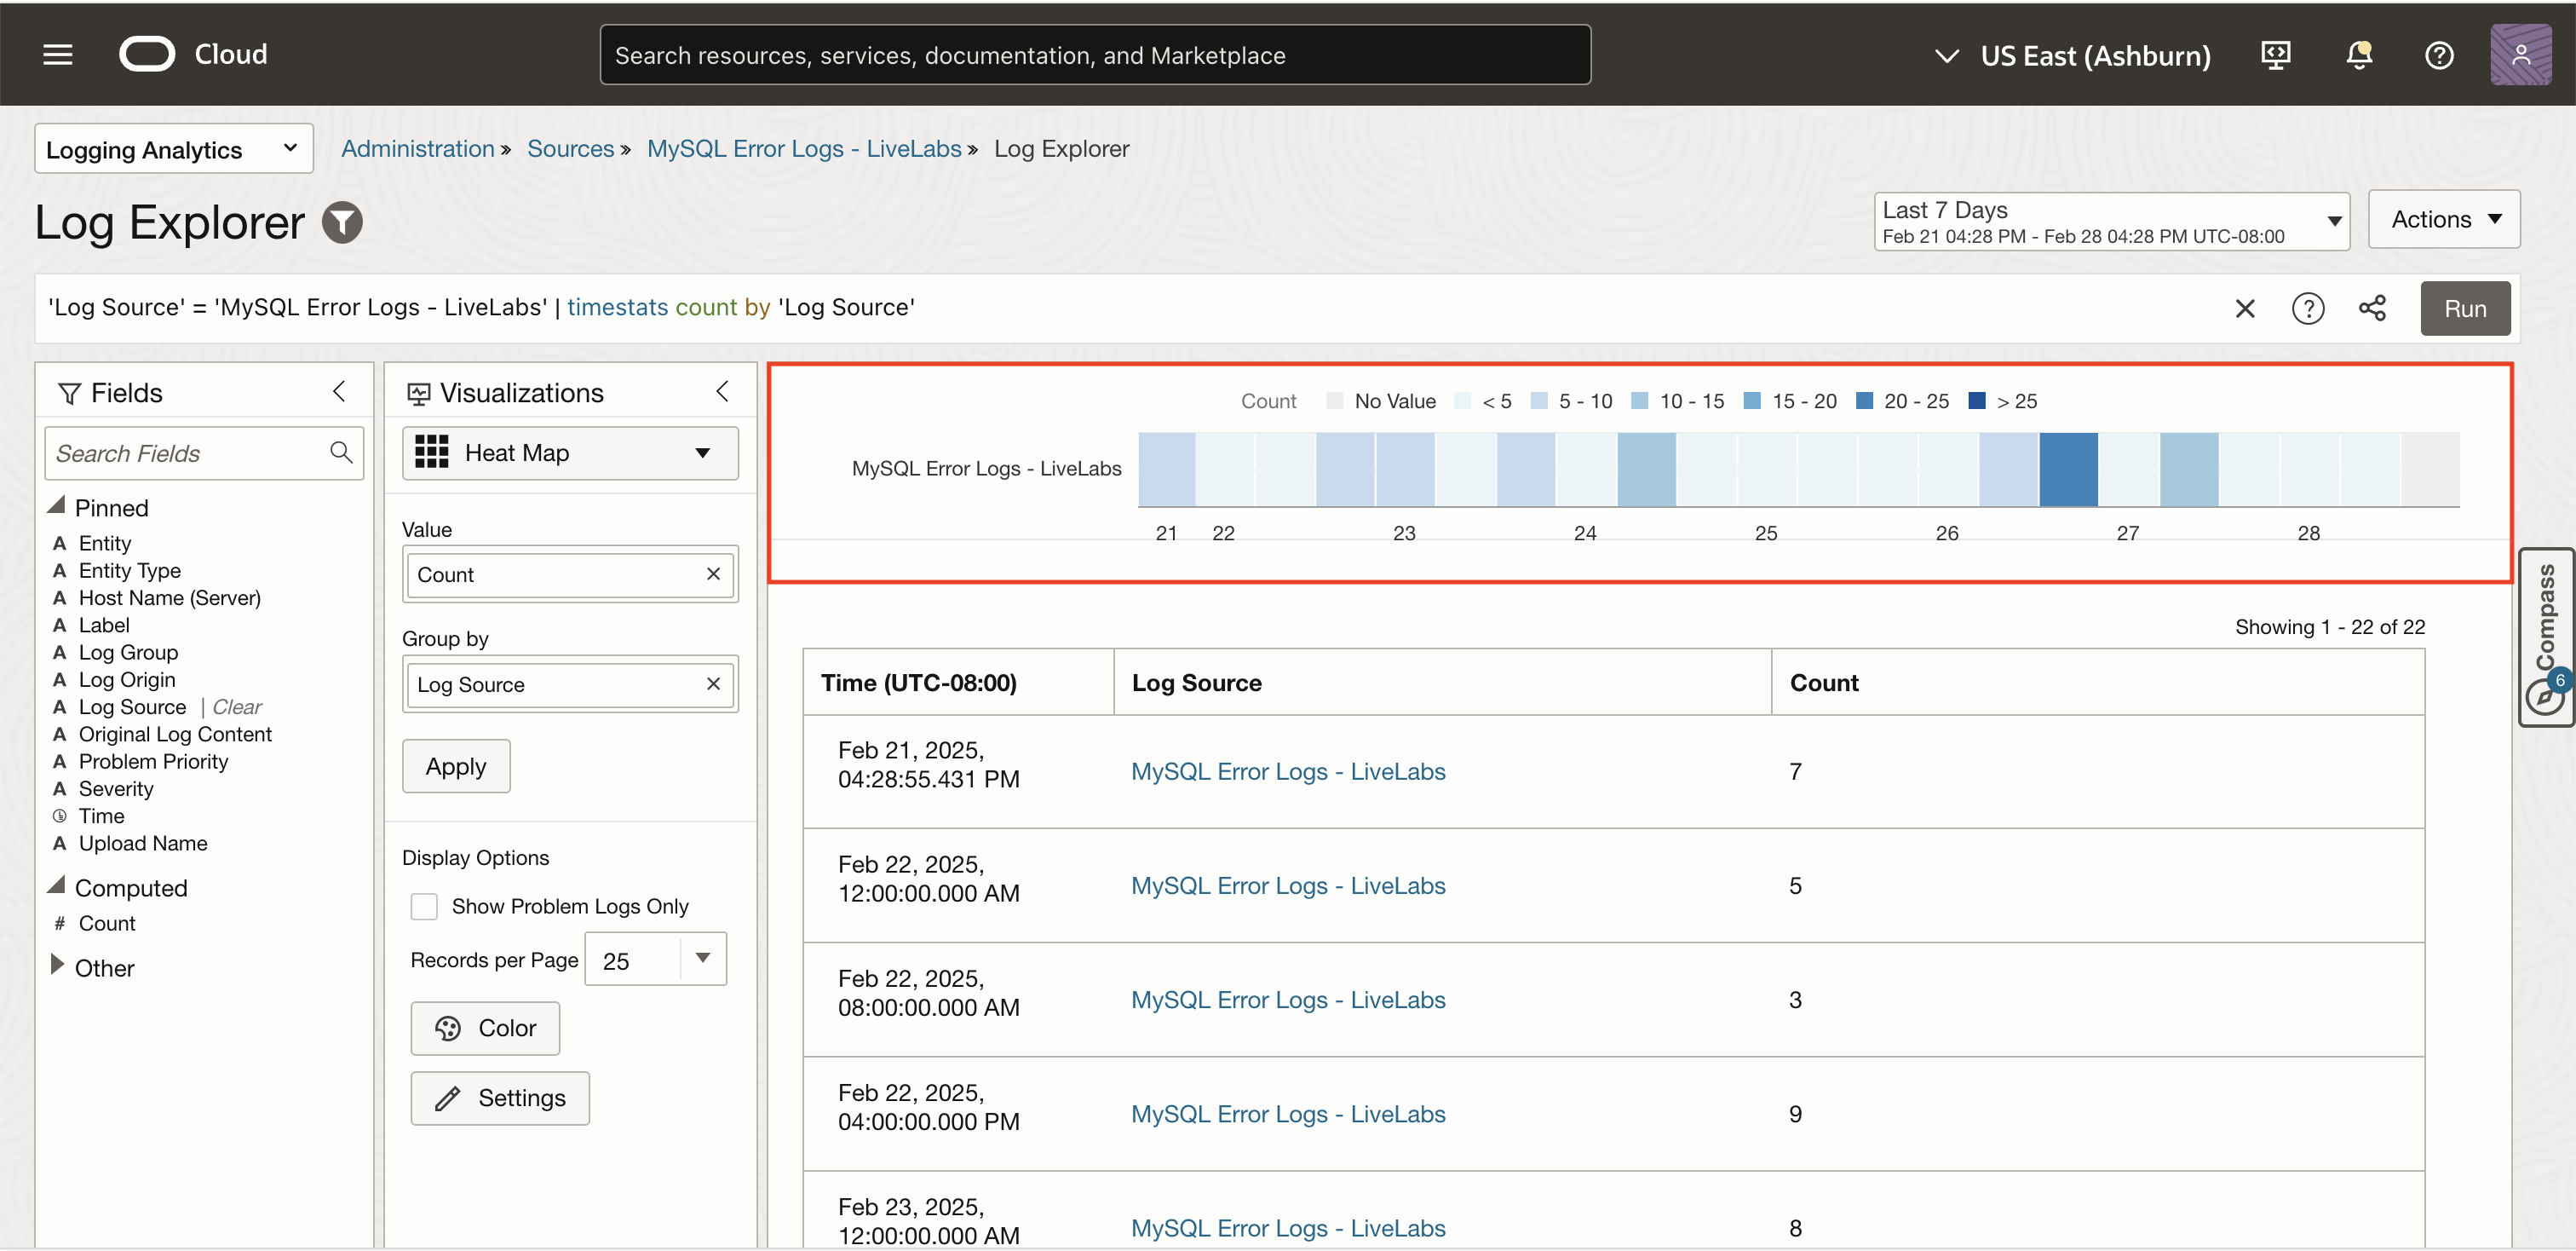 Cloud
Search resources, services, documentation, and Marketplace
US East (Ashburn)
Logging Analytics
Administration » Sources » MySQL Error Logs - LiveLabs » Log Explorer
Log Explorer
Last 7 Days
Feb 21 04:28 PM - Feb 28 04:28 PM UTC-08:00
Actions
'Log Source' = 'MySQL Error Logs - LiveLabs' | timestats count by 'Log Source'
Run
Fields
Search Fields
Pinned
A Entity
A Entity Type
A Host Name (Server)
A Label
A Log Group
A Log Origin
A Log Source | Clear
A Original Log Content
A Problem Priority
A Severity
Time
A Upload Name
Computed
# Count
Other
Visualizations
Heat Map
Value
Count
Group by
Log Source
Apply
Display Options
Show Problem Logs Only
Records per Page 25
Color
Settings
Count No Value < 5 5 - 10 10 - 15 15 - 20 20 - 25 > 25
MySQL Error Logs - LiveLabs
21 22 23 24 25 26 27 28
Showing 1 - 22 of 22
Time (UTC-08:00) Log Source Count
Feb 21, 2025,
04:28:55.431 PM MySQL Error Logs - LiveLabs 7
Feb 22, 2025,
12:00:00.000 AM MySQL Error Logs - LiveLabs 5
Feb 22, 2025,
08:00:00.000 AM MySQL Error Logs - LiveLabs 3
Feb 22, 2025,
04:00:00.000 PM MySQL Error Logs - LiveLabs 9
Feb 23, 2025,
12:00:00.000 AM MySQL Error Logs - LiveLabs 8
Compass
6